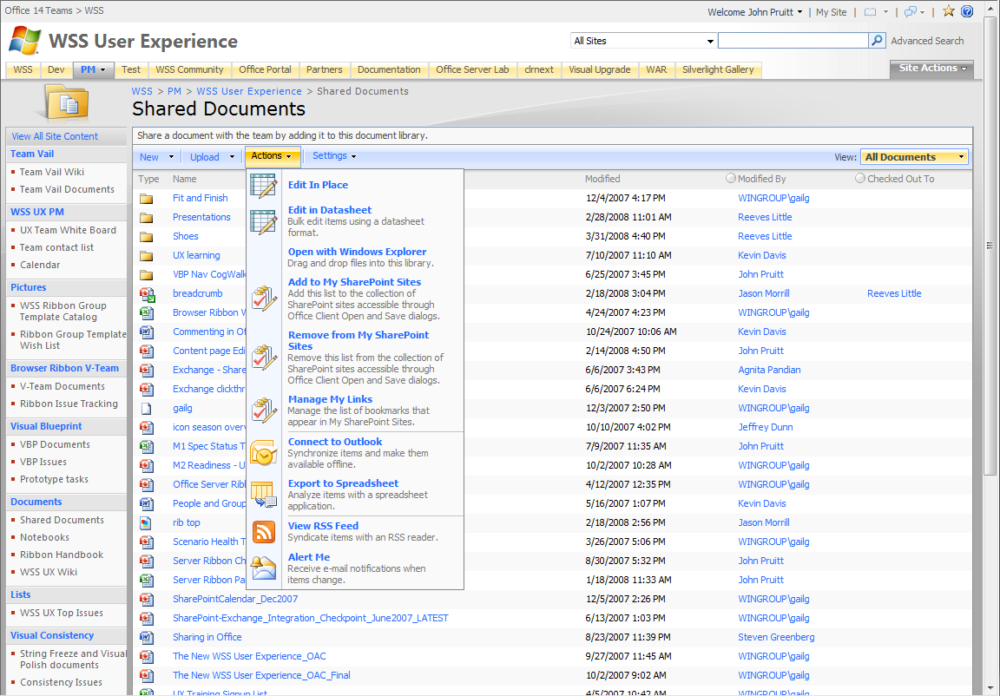 Office 14 Teams > WSS
Welcome John Pruitt | My Site |
WSS User Experience
All Sites
Advanced Search
WSS Dev PM Test WSS Community Office Portal Partners Documentation Office Server Lab clrnext Visual Upgrade WAR Silverlight Gallery
Site Actions
WSS > PM > WSS User Experience > Shared Documents
Shared Documents
View All Site Content
Team Vail
Team Vail Wiki
Team Vail Documents
WSS UX PM
UX Team White Board
Team contact list
Calendar
Pictures
WSS Ribbon Group
Template Catalog
Ribbon Group Template
Wish List
Browser Ribbon V-Team
V-Team Documents
Ribbon Issue Tracking
Visual Blueprint
VBP Documents
VBP Issues
Prototype tasks
Documents
Shared Documents
Notebooks
Ribbon Handbook
WSS UX Wiki
Lists
WSS UX Top Issues
Visual Consistency
String Freeze and Visual
Polish documents
Consistency Issues
Share a document with the team by adding it to this document library.
New Upload Actions Settings
View: All Documents
Type Name Modified Modified By Checked Out To
Fit and Finish 12/4/2007 4:17 PM WINGROUP\gailg
Presentations 2/28/2008 11:01 AM Reeves Little
Shoes 3/31/2008 4:40 PM Reeves Little
UX learning 7/10/2007 11:10 AM Kevin Davis
VBP Nav CogWalk 6/25/2007 3:45 PM John Pruitt
breadcrumb 2/18/2008 3:04 PM Jason Morrill Reeves Little
Browser Ribbon 4/24/2007 4:23 PM WINGROUP\gailg
Commenting in Of 10/24/2007 10:06 AM Kevin Davis
Content page Edi 2/14/2008 4:50 PM John Pruitt
Exchange - Share 6/6/2007 3:43 PM Agnita Pandian
Exchange clickthr 6/6/2007 6:24 PM Kevin Davis
gailg 12/3/2007 2:50 PM WINGROUP\gailg
icon season overv 10/10/2007 4:02 PM Jeffrey Dunn
M1 Spec Status T 7/9/2007 11:35 AM John Pruitt
M2 Readiness - U 10/2/2007 10:28 AM WINGROUP\gailg
Office Server Rib 4/12/2007 12:35 PM WINGROUP\gailg
People and Group 5/16/2007 1:07 PM Kevin Davis
rib top 2/18/2008 2:56 PM Jason Morrill
Scenario Health T 3/26/2007 5:06 PM WINGROUP\gailg
Server Ribbon Ch 8/30/2007 5:32 PM John Pruitt
Server Ribbon Pa 1/18/2008 11:33 AM John Pruitt
SharePointCalendar_Dec2007 12/5/2007 2:26 PM WINGROUP\gailg
SharePoint-Exchange_Integration_Checkpoint_June2007_LATEST 6/13/2007 1:03 PM WINGROUP\gailg
Sharing in Office 8/23/2007 11:39 PM Steven Greenberg
The New WSS User Experience_OAC 9/27/2007 11:45 AM WINGROUP\gailg
The New WSS User Experience_OAC_Final 10/2/2007 9:02 AM WINGROUP\gailg
UX Training Signup List 4/5/2007 10:42 AM WINGROUP\gailg
Edit In Place
Edit in Datasheet
Bulk edit items using a datasheet
format.
Open with Windows Explorer
Drag and drop files into this library.
Add to My SharePoint Sites
Add this list to the collection of
SharePoint sites accessible through
Office Client Open and Save dialogs.
Remove from My SharePoint
Sites
Remove this list from the collection of
SharePoint sites accessible through
Office Client Open and Save dialogs.
Manage My Links
Manage the list of bookmarks that
appear in My SharePoint Sites.
Connect to Outlook
Synchronize items and make them
available offline.
Export to Spreadsheet
Analyze items with a spreadsheet
application.
View RSS Feed
Syndicate items with an RSS reader.
Alert Me
Receive e-mail notifications when
items change.